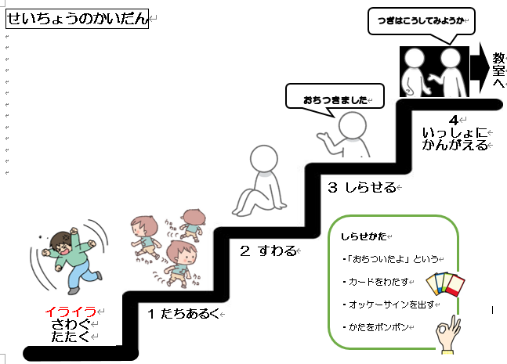 せいちょうのかいだん
つぎはこうしてみようか
教
室
へ
おちつきました
4
いっしょに
かんがえる
3 しらせる
2 すわる
1 たちあるく
イライラ
さわぐ
たたく
しらせかた
・「おちついたよ」という
・カードをわたす
・オッケーサインを出す
・かたをポンポン